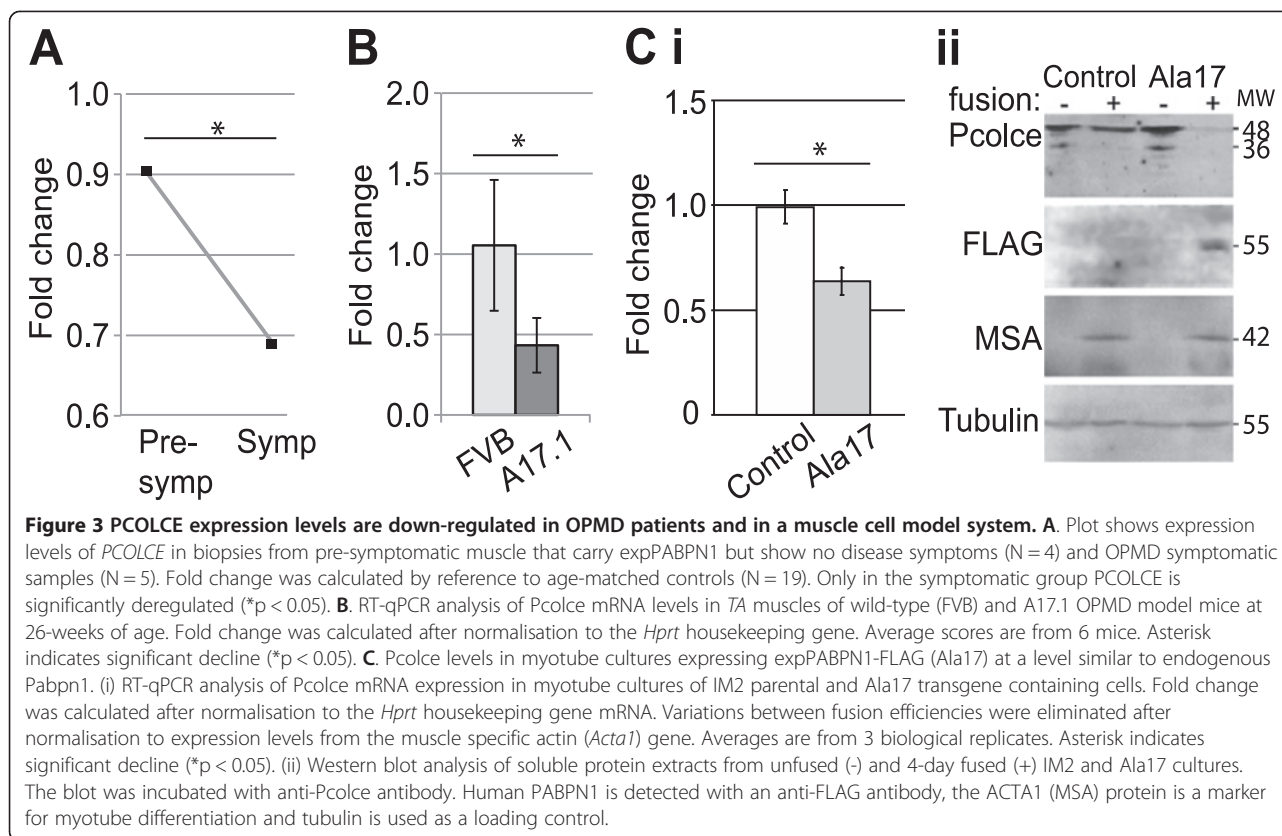 A
1.0
0.9
0.8
0.7
0.6
Fold change
*
Pre-
symp
Symp
B
2.0
1.5
1.0
0.5
0.0
Fold change
*
FVB
A17.1
C i
1.5
1.0
0.5
0
Fold change
*
Control
Ala17
ii
Control Ala17
fusion: - + - + MW
Pcolce
48
36
FLAG
55
MSA
42
Tubulin
55
Figure 3 PCOLCE expression levels are down-regulated in OPMD patients and in a muscle cell model system. A. Plot shows expression
levels of PCOLCE in biopsies from pre-symptomatic muscle that carry expPABPN1 but show no disease symptoms (N = 4) and OPMD symptomatic
samples (N = 5). Fold change was calculated by reference to age-matched controls (N = 19). Only in the symptomatic group PCOLCE is
significantly deregulated (*p < 0.05). B. RT-qPCR analysis of Pcolce mRNA levels in TA muscles of wild-type (FVB) and A17.1 OPMD model mice at
26-weeks of age. Fold change was calculated after normalisation to the Hprt housekeeping gene. Average scores are from 6 mice. Asterisk
indicates significant decline (*p < 0.05). C. Pcolce levels in myotube cultures expressing expPABPN1-FLAG (Ala17) at a level similar to endogenous
Pabpn1. (i) RT-qPCR analysis of Pcolce mRNA expression in myotube cultures of IM2 parental and Ala17 transgene containing cells. Fold change
was calculated after normalisation to the Hprt housekeeping gene mRNA. Variations between fusion efficiencies were eliminated after
normalisation to expression levels from the muscle specific actin (Acta1) gene. Averages are from 3 biological replicates. Asterisk indicates
significant decline (*p < 0.05). (ii) Western blot analysis of soluble protein extracts from unfused (-) and 4-day fused (+) IM2 and Ala17 cultures.
The blot was incubated with anti-Pcolce antibody. Human PABPN1 is detected with an anti-FLAG antibody, the ACTA1 (MSA) protein is a marker
for myotube differentiation and tubulin is used as a loading control.